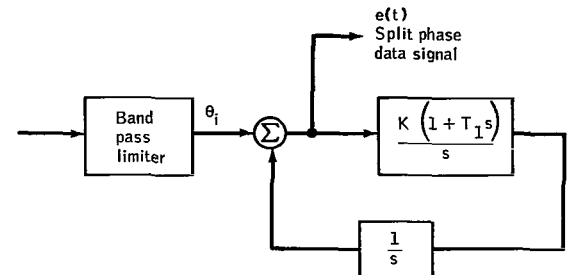 e(t)
Split phase
data signal
Band
pass
limiter
θi
Σ
K (1 + T1s)
s
1
s